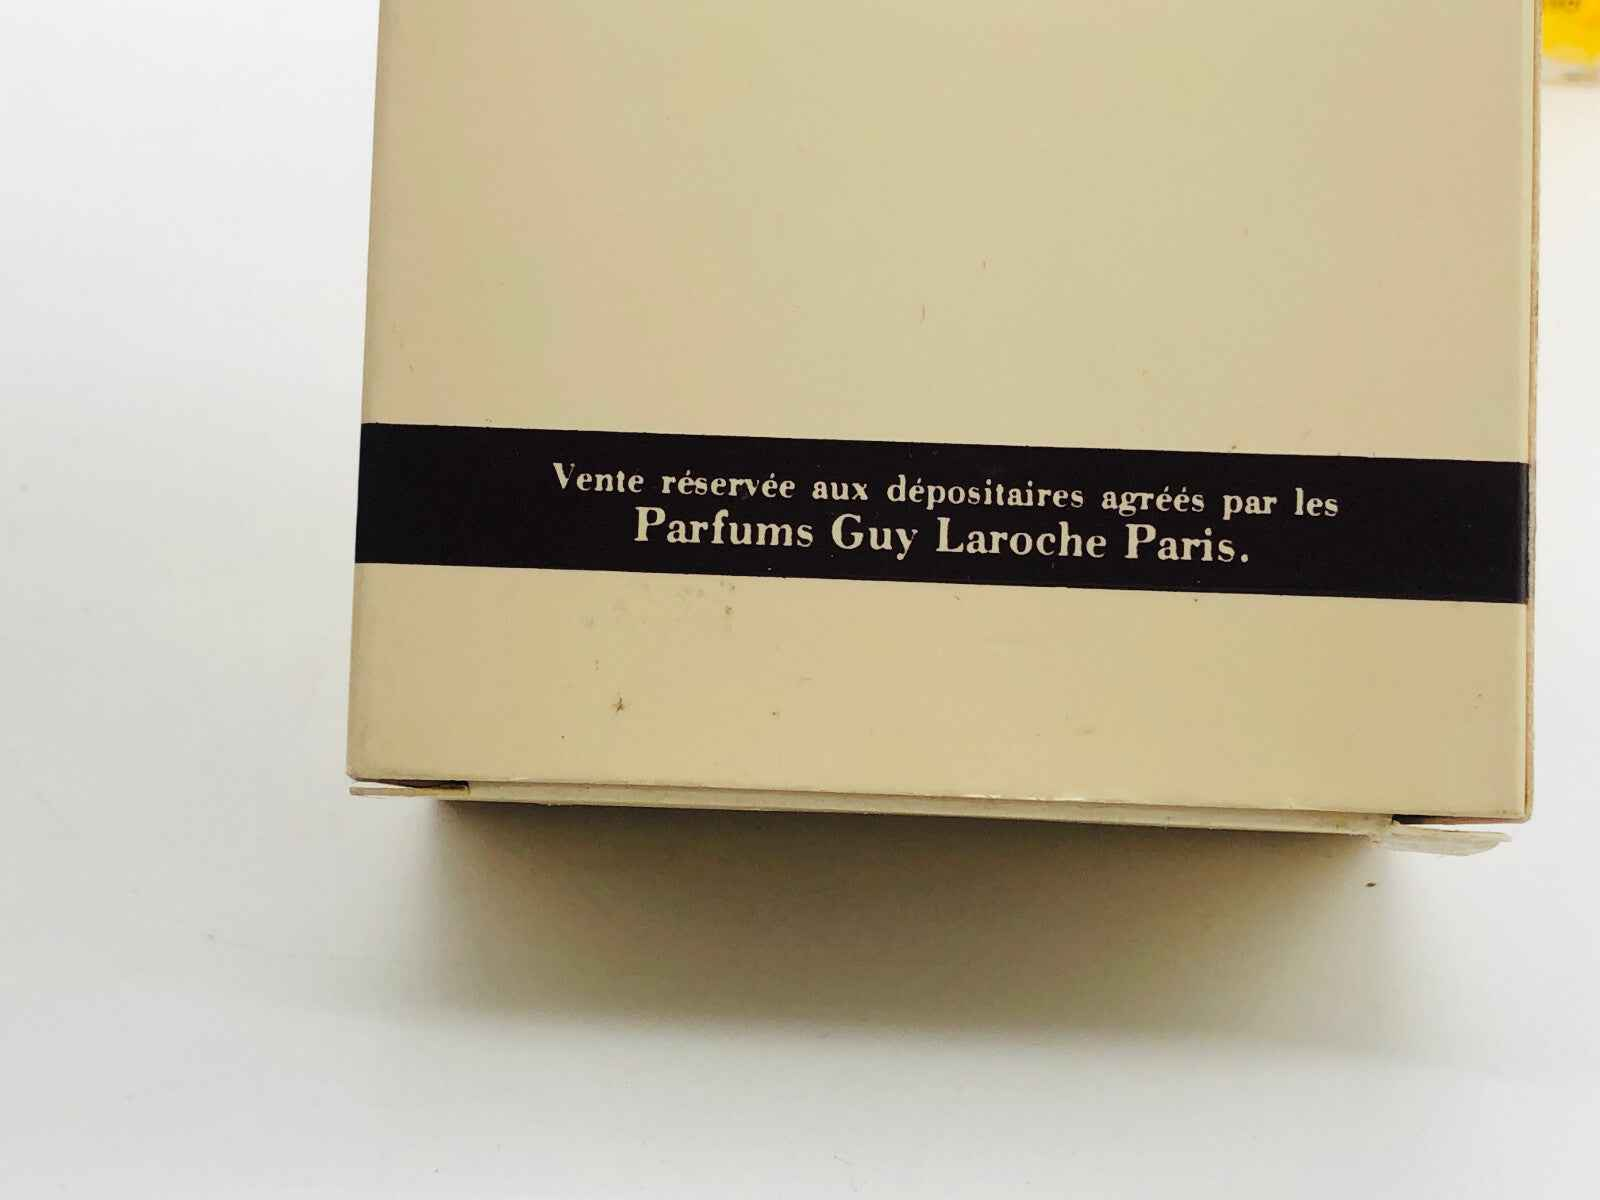 Vente réservée aux dépositaires agréés par les
Parfums Guy Laroche Paris.